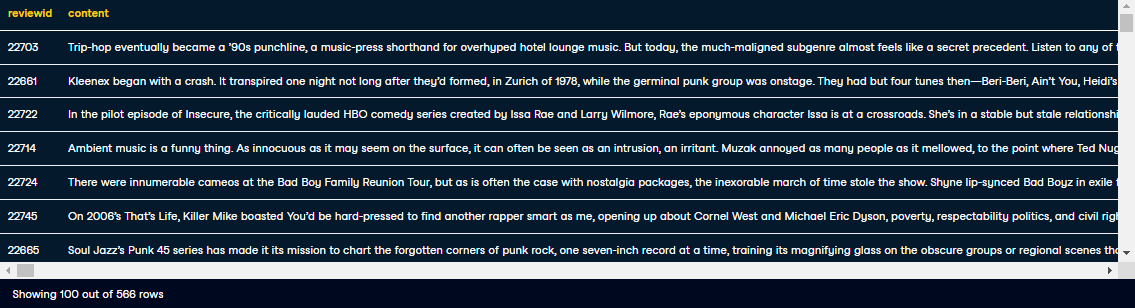 reviewid content
22703 Trip-hop eventually became a ’90s punchline, a music-press shorthand for overhyped hotel lounge music. But today, the much-maligned subgenre almost feels like a secret precedent. Listen to any of
22661 Kleenex began with a crash. It transpired one night not long after they’d formed, in Zurich of 1978, while the germinal punk group was onstage. They had but four tunes then—Beri-Beri, Ain’t You, Heidi’s
22722 In the pilot episode of Insecure, the critically lauded HBO comedy series created by Issa Rae and Larry Wilmore, Rae’s eponymous character Issa is at a crossroads. She’s in a stable but stale relationshi
22714 Ambient music is a funny thing. As innocuous as it may seem on the surface, it can often be seen as an intrusion, an irritant. Muzak annoyed as many people as it mellowed, to the point where Ted Nug
22724 There were innumerable cameos at the Bad Boy Family Reunion Tour, but as is often the case with nostalgia packages, the inexorable march of time stole the show. Shyne lip-synced Bad Boyz in exile
22745 On 2006’s That’s Life, Killer Mike boasted You’d be hard-pressed to find another rapper smart as me, opening up about Cornel West and Michael Eric Dyson, poverty, respectability politics, and civil righ
22665 Soul Jazz’s Punk 45 series has made it its mission to chart the forgotten corners of punk rock, one seven-inch record at a time, training its magnifying glass on the obscure groups or regional scenes tha
Showing 100 out of 566 rows